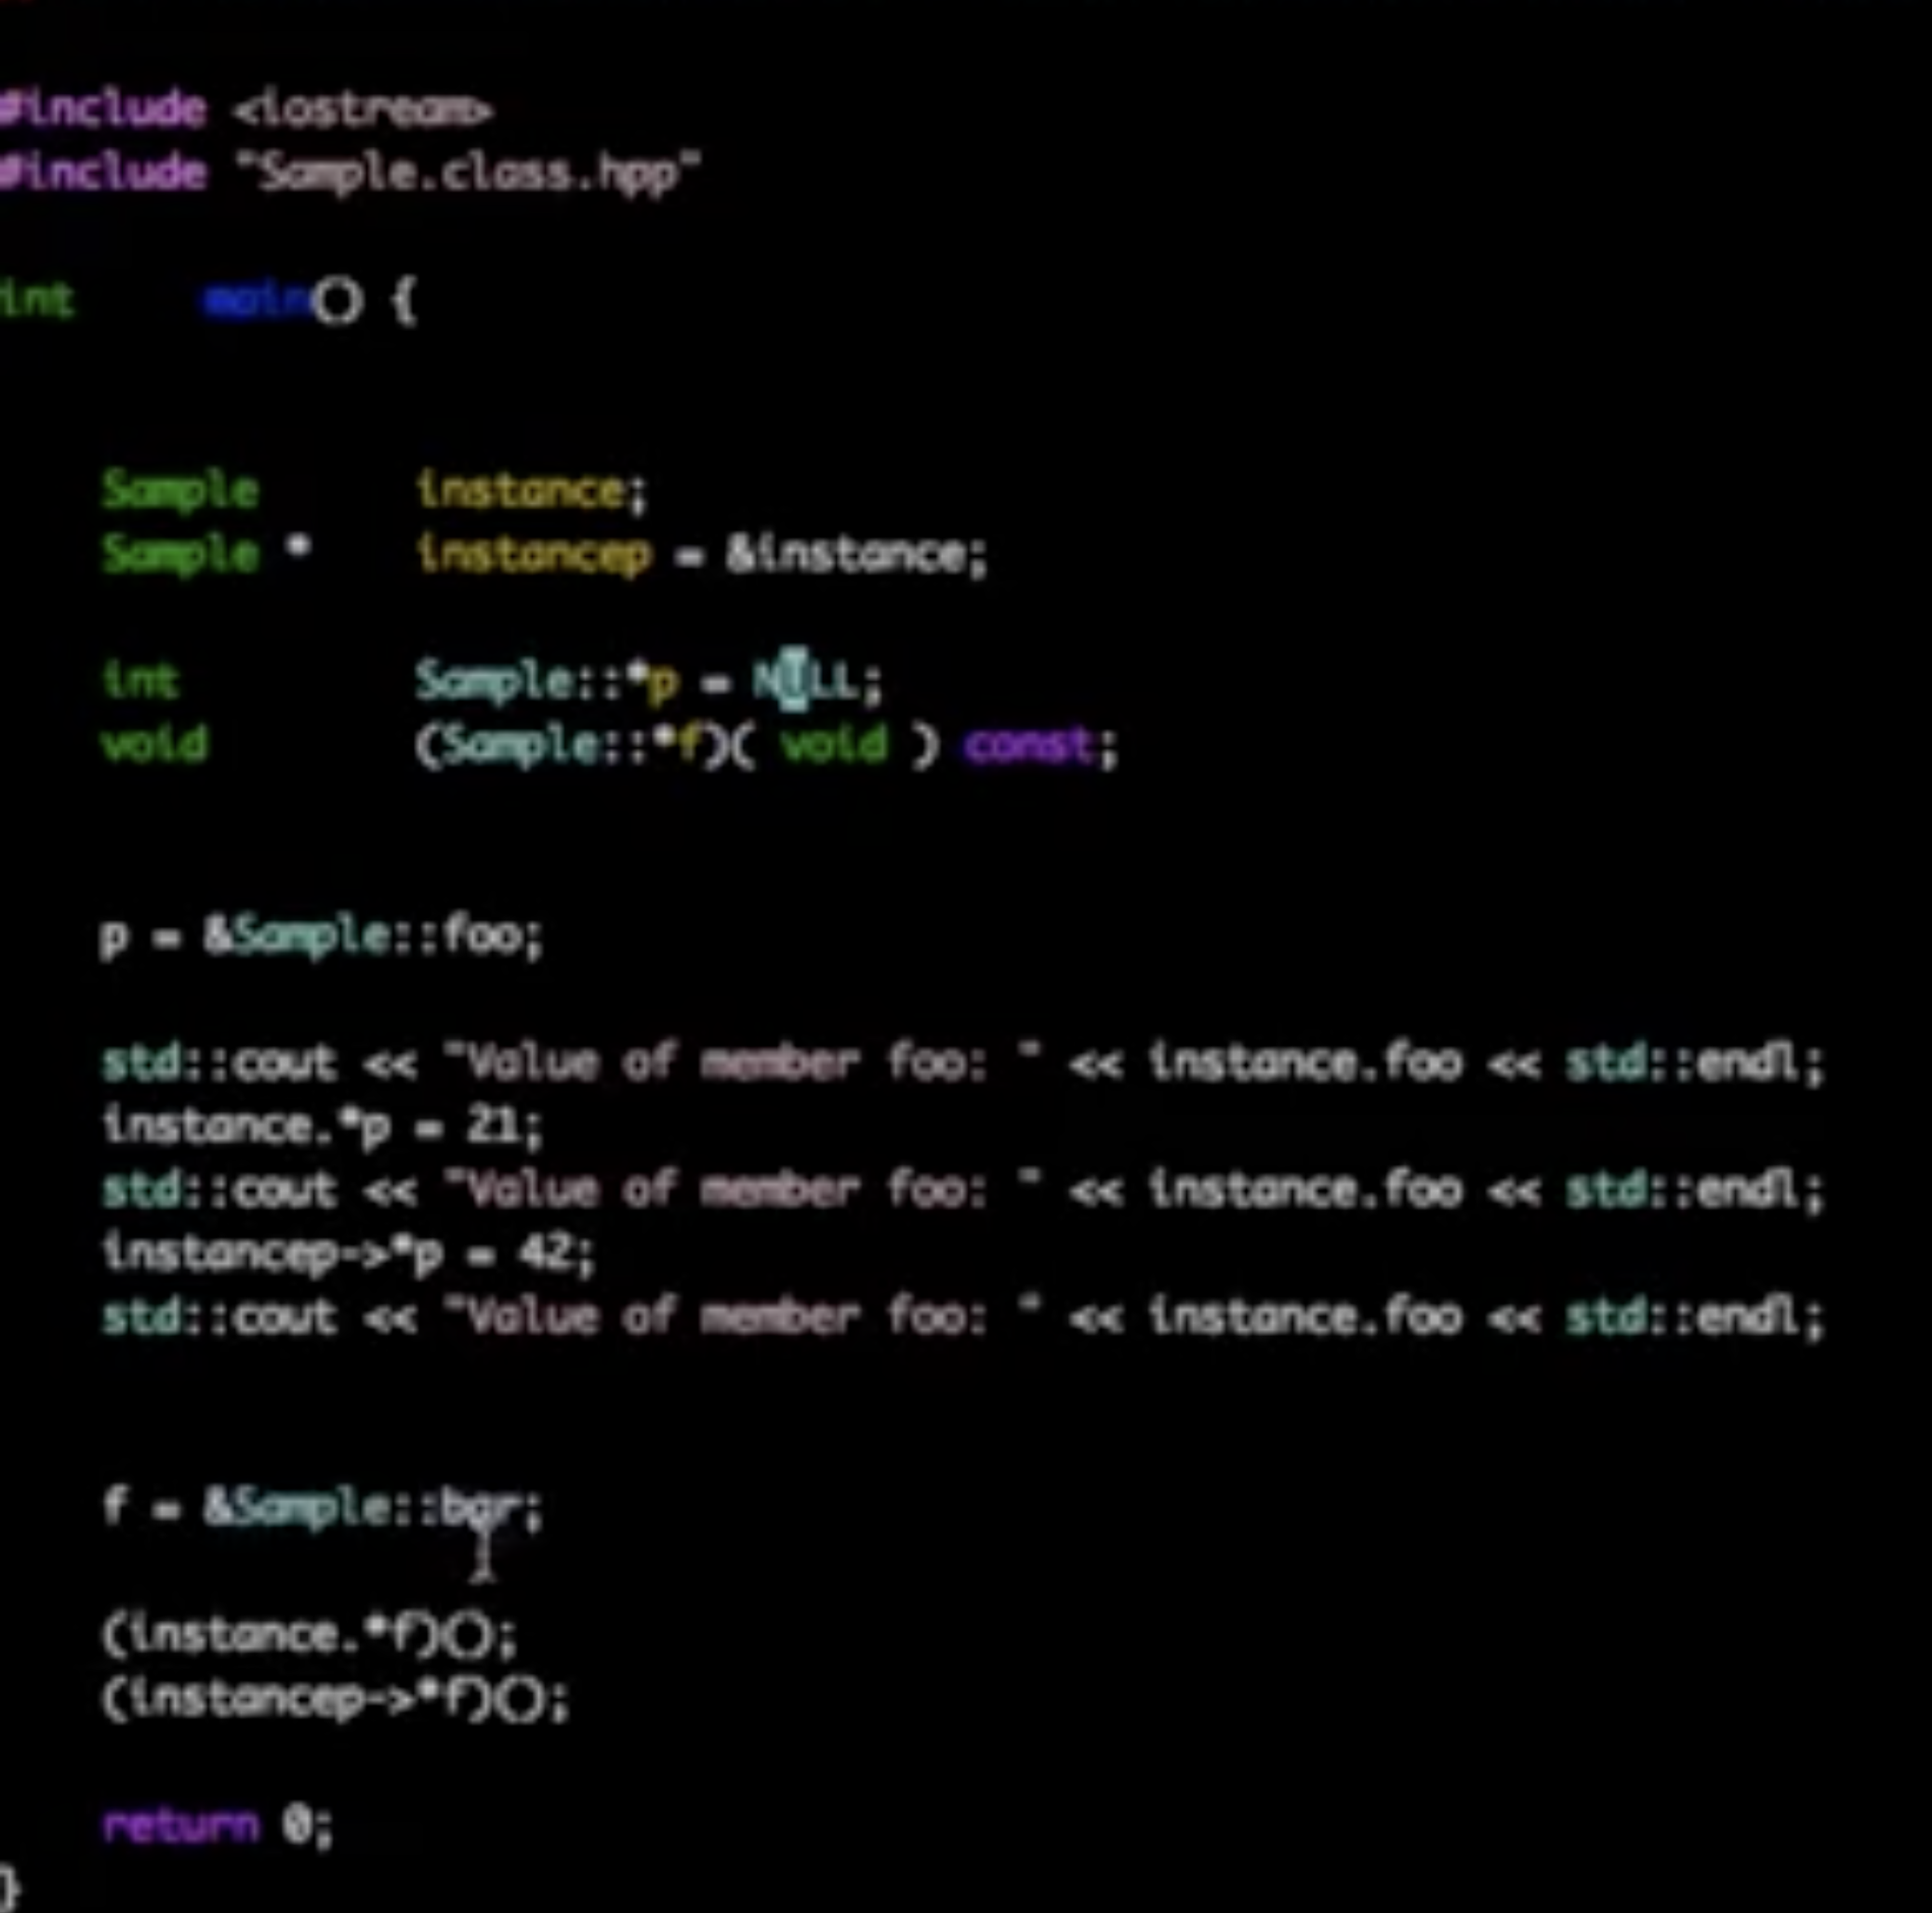 #include <iostream>
#include "Sample.class.hpp"
int main() {
Sample instance;
Sample * instancep = &instance;
int Sample::*p = NULL;
void (Sample::*f)( void ) const;
p = &Sample::foo;
std::cout << "Value of member foo: " << instance.foo << std::endl;
instance.*p = 21;
std::cout << "Value of member foo: " << instance.foo << std::endl;
instancep->*p = 42;
std::cout << "Value of member foo: " << instance.foo << std::endl;
f = &Sample::bar;
(instance.*f)();
(instancep->*f)();
return 0;
}